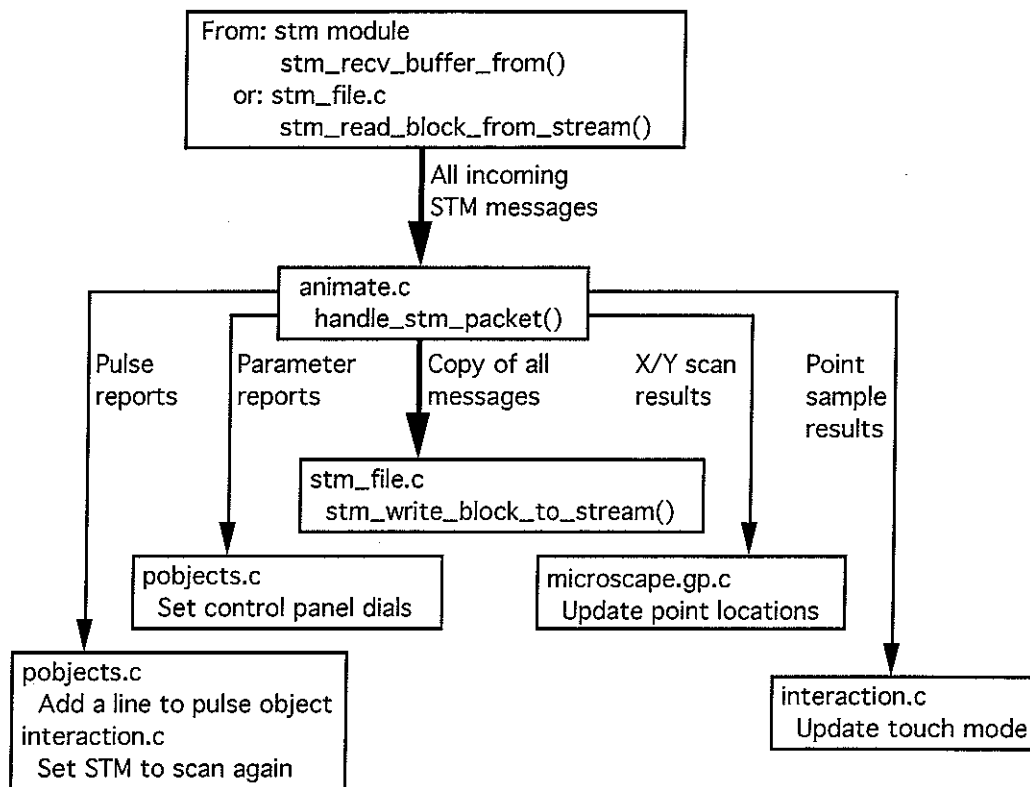 From: stm module
stm_recv_buffer_from()
or: stm_file.c
stm_read_block_from_stream()
All incoming
STM messages
animate.c
handle_stm_packet()
Pulse
reports
Parameter
reports
Copy of all
messages
X/Y scan
results
Point
sample
results
stm_file.c
stm_write_block_to_stream()
pobjects.c
Set control panel dials
microscape.gp.c
Update point locations
pobjects.c
Add a line to pulse object
interaction.c
Set STM to scan again
interaction.c
Update touch mode